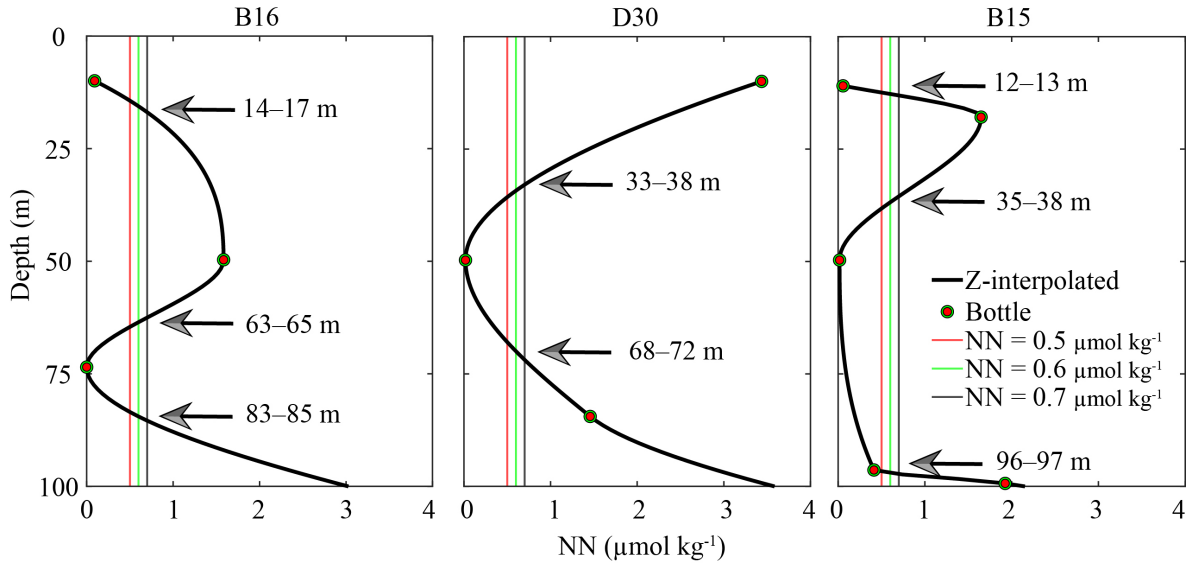 B16
D30
B15
0
25
50
75
100
Depth (m)
14–17 m
63–65 m
83–85 m
33–38 m
68–72 m
12–13 m
35–38 m
96–97 m
Z-interpolated
Bottle
NN = 0.5 µmol kg⁻¹
NN = 0.6 µmol kg⁻¹
NN = 0.7 µmol kg⁻¹
0 1 2 3 4
0 1 2 3 4
0 1 2 3 4
NN (µmol kg⁻¹)